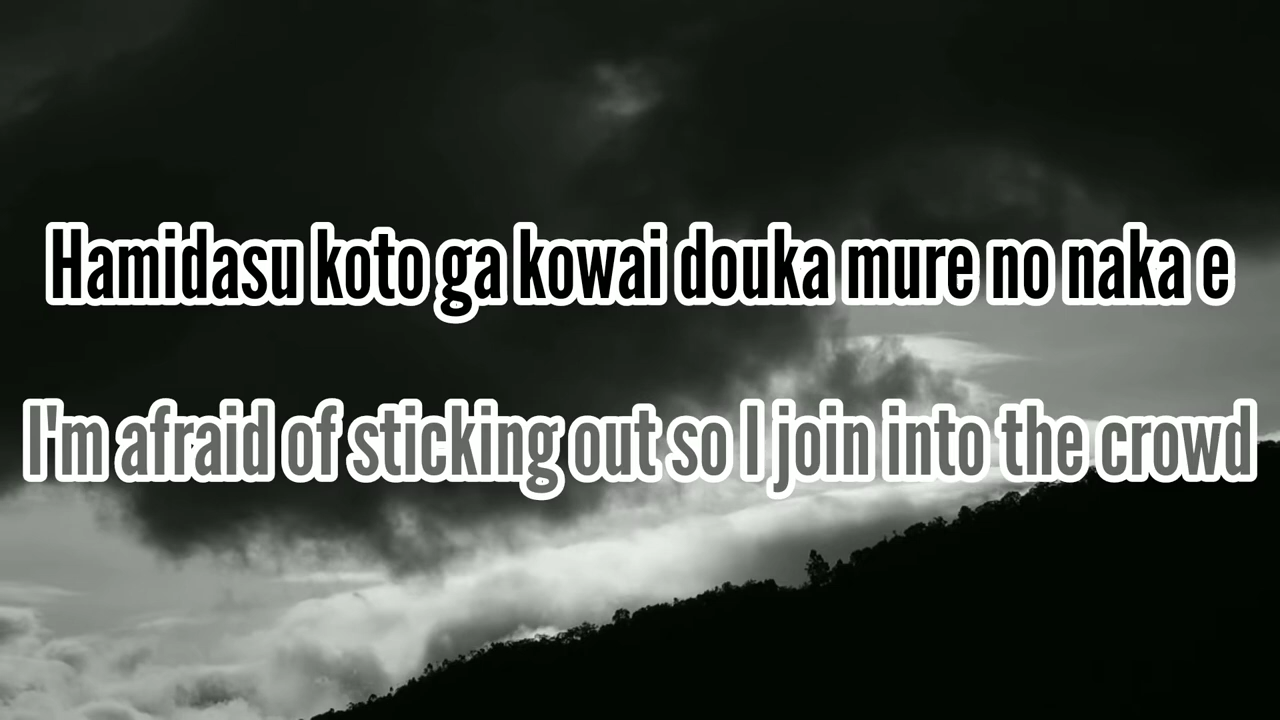 Hamidasu koto ga kowai douka mure no naka e
I'm afraid of sticking out so I join into the crowd